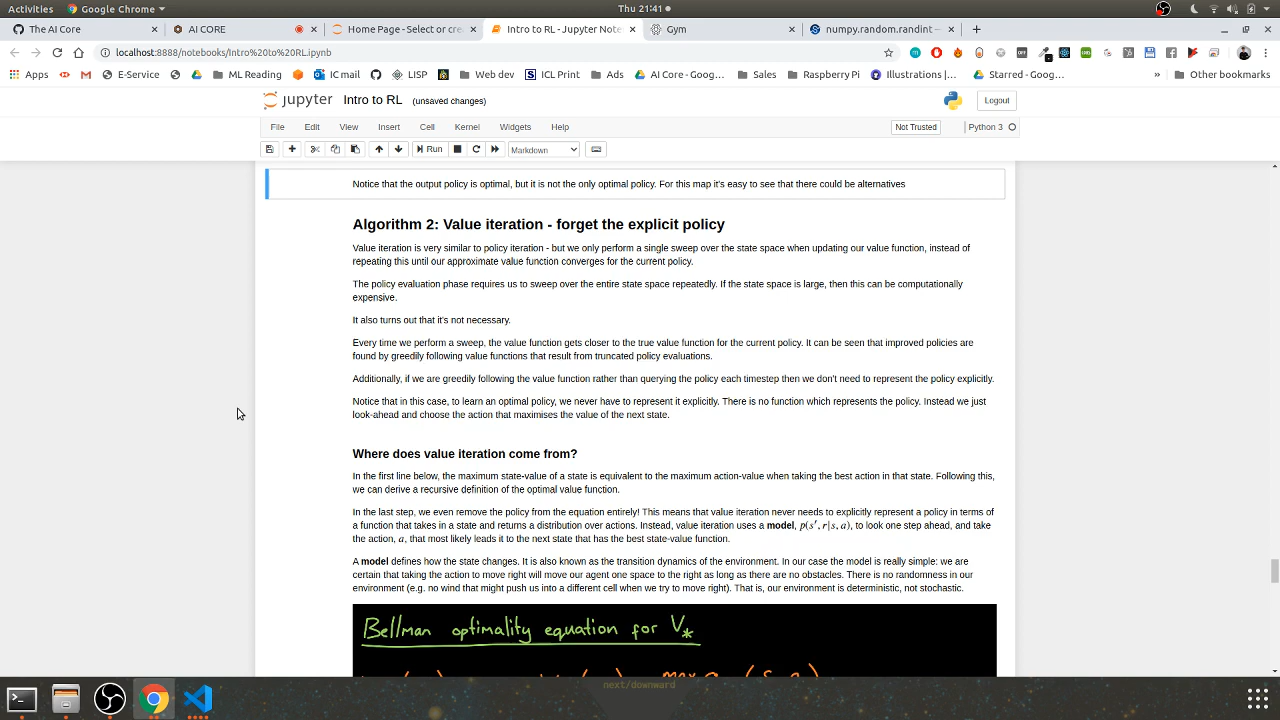 Activities Google Chrome Thu 21:41
The AI Core AI CORE Home Page - Select or cre Intro to RL - Jupyter Note Gym numpy.random.randint —
localhost:8888/notebooks/Intro%20to%20RL.ipynb
Apps E-Service ML Reading IC mail LISP Web dev ICL Print Ads AI Core - Goog… Sales Raspberry Pi Illustrations |… Starred - Goog… » Other bookmarks
jupyter Intro to RL (unsaved changes) Logout
File Edit View Insert Cell Kernel Widgets Help Not Trusted Python 3
Run Markdown
Notice that the output policy is optimal, but it is not the only optimal policy. For this map it's easy to see that there could be alternatives
Algorithm 2: Value iteration - forget the explicit policy
Value iteration is very similar to policy iteration - but we only perform a single sweep over the state space when updating our value function, instead of
repeating this until our approximate value function converges for the current policy.
The policy evaluation phase requires us to sweep over the entire state space repeatedly. If the state space is large, then this can be computationally
expensive.
It also turns out that it's not necessary.
Every time we perform a sweep, the value function gets closer to the true value function for the current policy. It can be seen that improved policies are
found by greedily following value functions that result from truncated policy evaluations.
Additionally, if we are greedily following the value function rather than querying the policy each timestep then we don't need to represent the policy explicitly.
Notice that in this case, to learn an optimal policy, we never have to represent it explicitly. There is no function which represents the policy. Instead we just
look-ahead and choose the action that maximises the value of the next state.
Where does value iteration come from?
In the first line below, the maximum state-value of a state is equivalent to the maximum action-value when taking the best action in that state. Following this,
we can derive a recursive definition of the optimal value function.
In the last step, we even remove the policy from the equation entirely! This means that value iteration never needs to explicitly represent a policy in terms of
a function that takes in a state and returns a distribution over actions. Instead, value iteration uses a model, p(s′, r|s, a), to look one step ahead, and take
the action, a, that most likely leads it to the next state that has the best state-value function.
A model defines how the state changes. It is also known as the transition dynamics of the environment. In our case the model is really simple: we are
certain that taking the action to move right will move our agent one space to the right as long as there are no obstacles. There is no randomness in our
environment (e.g. no wind that might push us into a different cell when we try to move right). That is, our environment is deterministic, not stochastic.
Bellman optimality equation for V*
next/downward